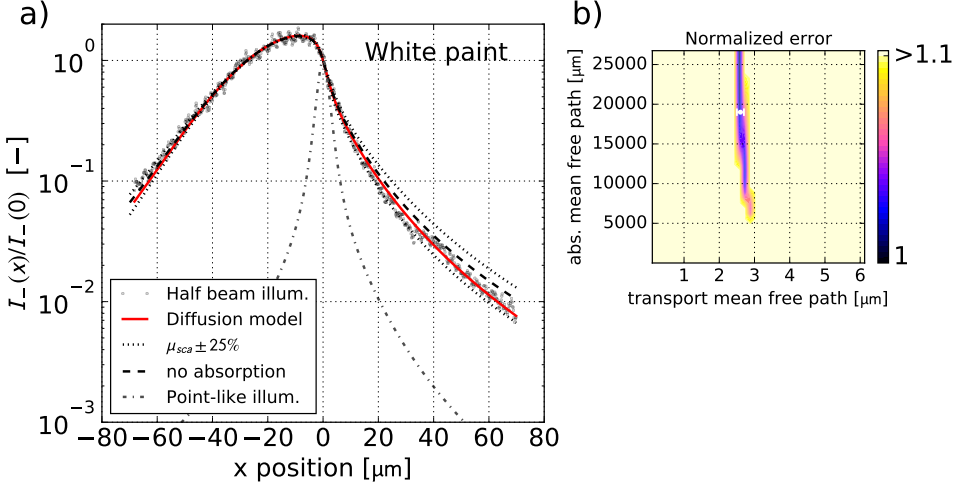 a)
White paint
10^0
10^{-1}
10^{-2}
10^{-3}
I_(x)/I_(0) [−]
Half beam illum.
Diffusion model
μ_sca ± 25%
no absorption
Point-like illum.
−80 −60 −40 −20 0 20 40 60 80
x position [μm]
b)
Normalized error
25000
20000
15000
10000
5000
abs. mean free path [μm]
1 2 3 4 5 6
transport mean free path [μm]
>1.1
1